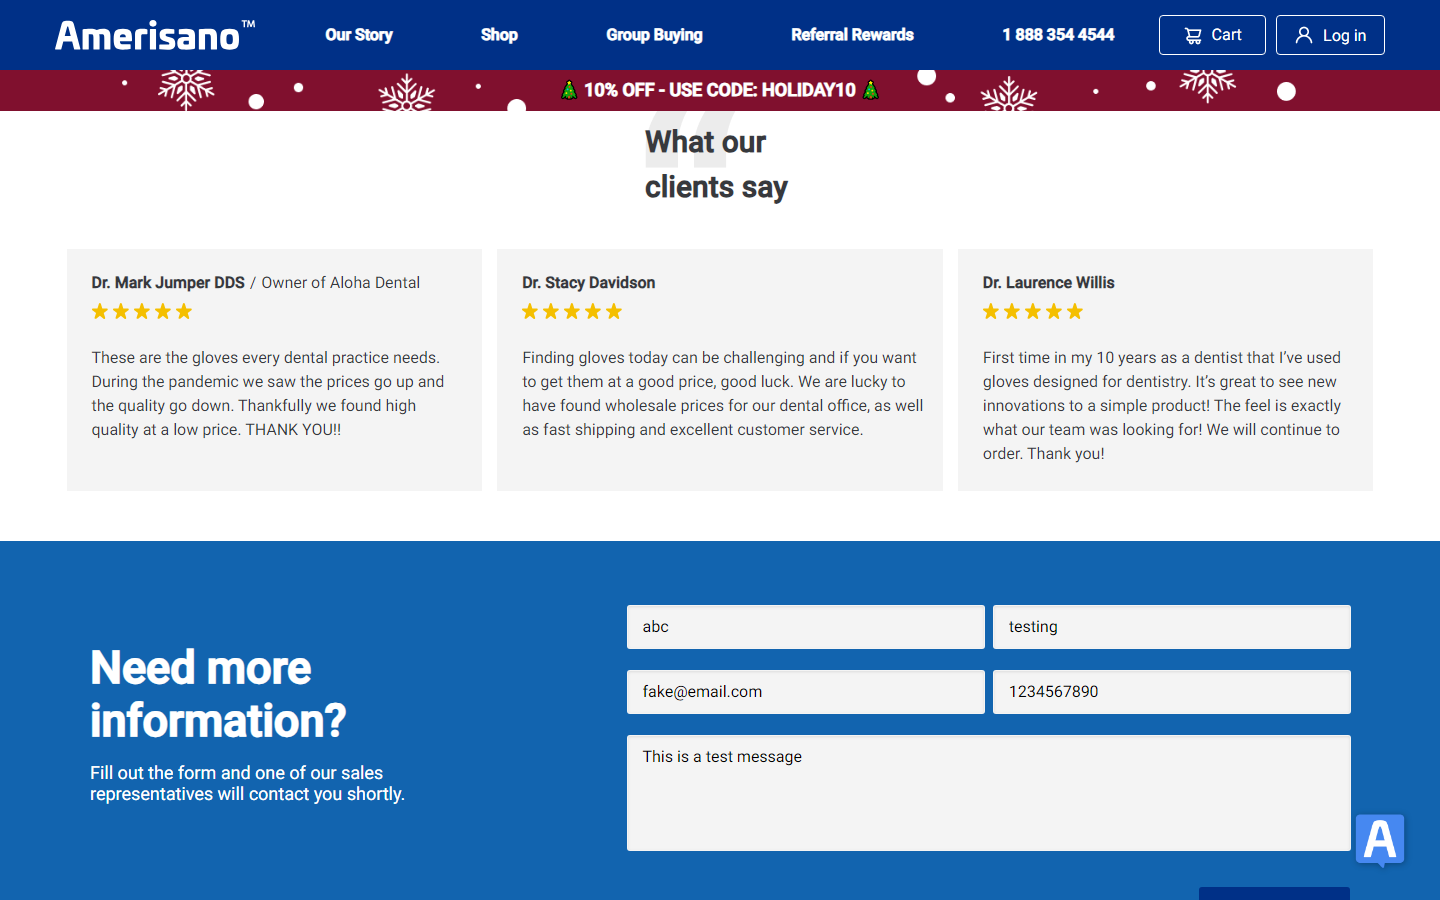 Amerisano™
Our Story
Shop
Group Buying
Referral Rewards
1 888 354 4544
Cart
Log in
10% OFF - USE CODE: HOLIDAY10
What our
clients say
Dr. Mark Jumper DDS / Owner of Aloha Dental
These are the gloves every dental practice needs.
During the pandemic we saw the prices go up and
the quality go down. Thankfully we found high
quality at a low price. THANK YOU!!
Dr. Stacy Davidson
Finding gloves today can be challenging and if you want
to get them at a good price, good luck. We are lucky to
have found wholesale prices for our dental office, as well
as fast shipping and excellent customer service.
Dr. Laurence Willis
First time in my 10 years as a dentist that I’ve used
gloves designed for dentistry. It’s great to see new
innovations to a simple product! The feel is exactly
what our team was looking for! We will continue to
order. Thank you!
Need more
information?
Fill out the form and one of our sales
representatives will contact you shortly.
abc
testing
fake@email.com
1234567890
This is a test message
A